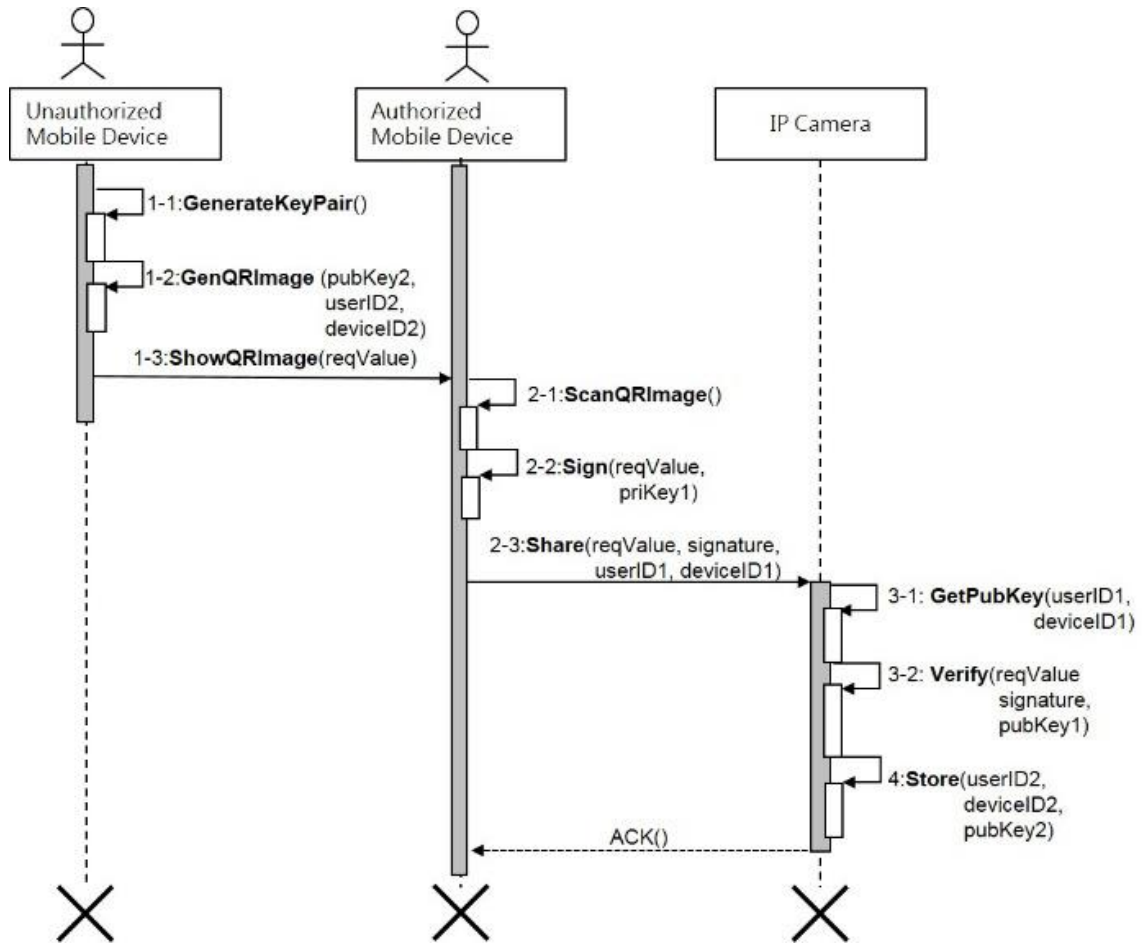 Unauthorized
Mobile Device
Authorized
Mobile Device
IP Camera
1-1:GenerateKeyPair()
1-2:GenQRImage (pubKey2,
userID2,
deviceID2)
1-3:ShowQRImage(reqValue)
2-1:ScanQRImage()
2-2:Sign(reqValue,
priKey1)
2-3:Share(reqValue, signature,
userID1, deviceID1)
3-1: GetPubKey(userID1,
deviceID1)
3-2: Verify(reqValue
signature,
pubKey1)
4:Store(userID2,
deviceID2,
pubKey2)
ACK()